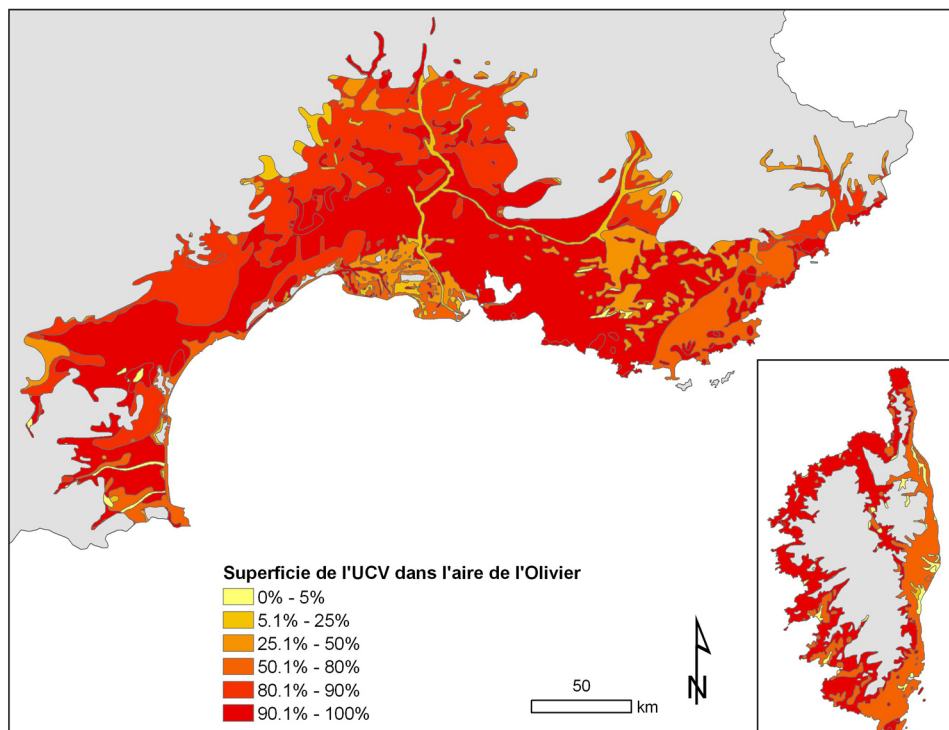 Superficie de l'UCV dans l'aire de l'Olivier
0% - 5%
5.1% - 25%
25.1% - 50%
50.1% - 80%
80.1% - 90%
90.1% - 100%
50
km
N